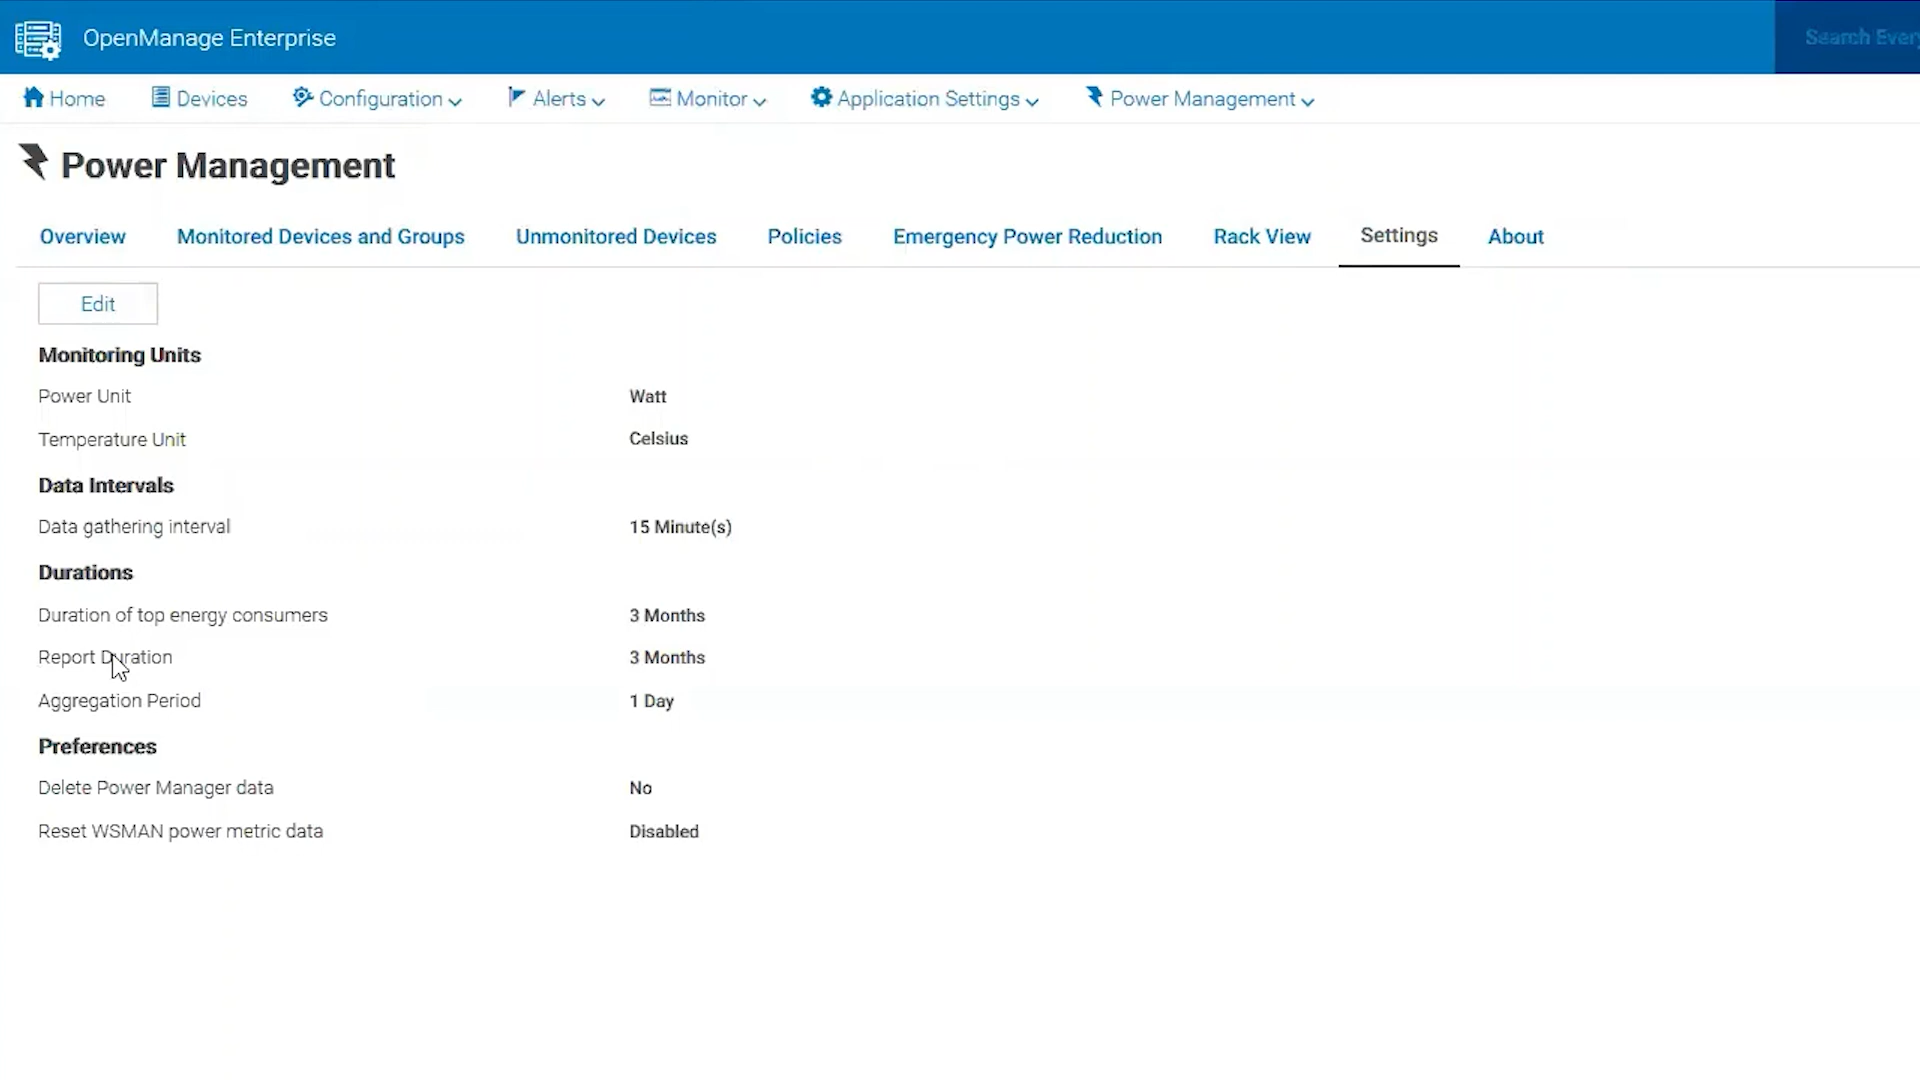 OpenManage Enterprise
Search Every
Home Devices Configuration Alerts Monitor Application Settings Power Management
Power Management
Overview Monitored Devices and Groups Unmonitored Devices Policies Emergency Power Reduction Rack View Settings About
Edit
Monitoring Units
Power Unit Watt
Temperature Unit Celsius
Data Intervals
Data gathering interval 15 Minute(s)
Durations
Duration of top energy consumers 3 Months
Report Duration 3 Months
Aggregation Period 1 Day
Preferences
Delete Power Manager data No
Reset WSMAN power metric data Disabled